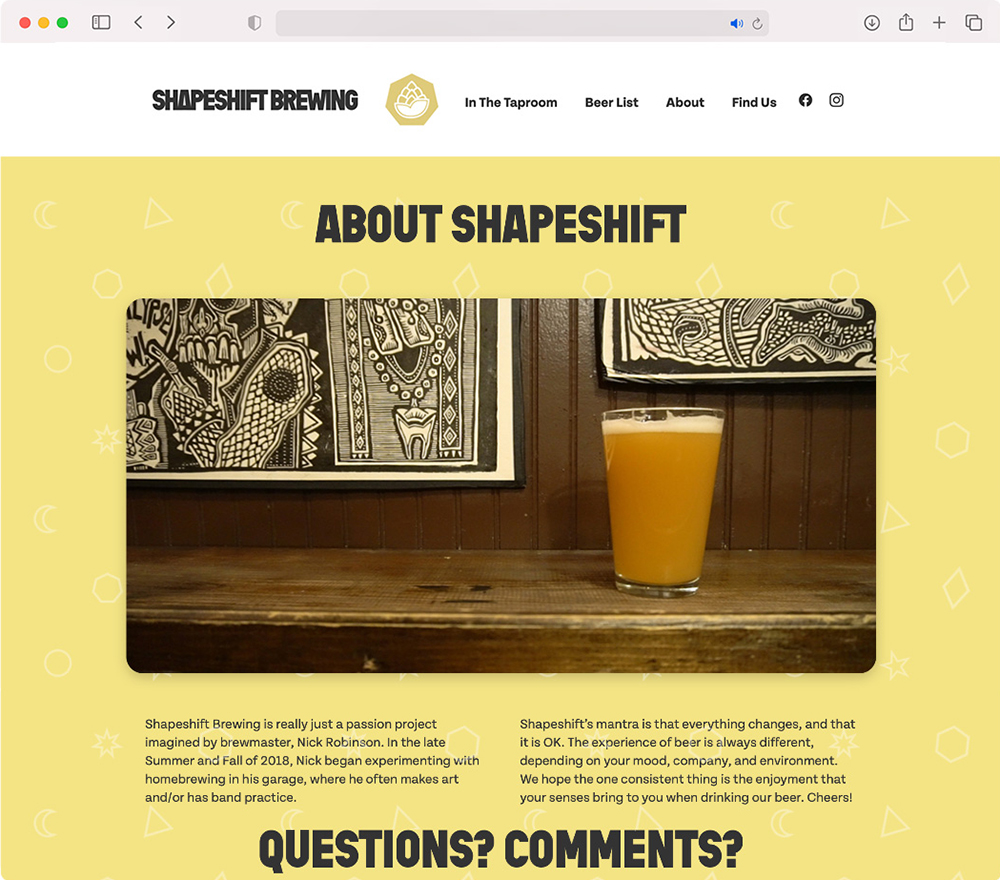 SHAPESHIFT BREWING
In The Taproom Beer List About Find Us
ABOUT SHAPESHIFT
Shapeshift Brewing is really just a passion project
imagined by brewmaster, Nick Robinson. In the late
Summer and Fall of 2018, Nick began experimenting with
homebrewing in his garage, where he often makes art
and/or has band practice.
Shapeshift’s mantra is that everything changes, and that
it is OK. The experience of beer is always different,
depending on your mood, company, and environment.
We hope the one consistent thing is the enjoyment that
your senses bring to you when drinking our beer. Cheers!
QUESTIONS? COMMENTS?